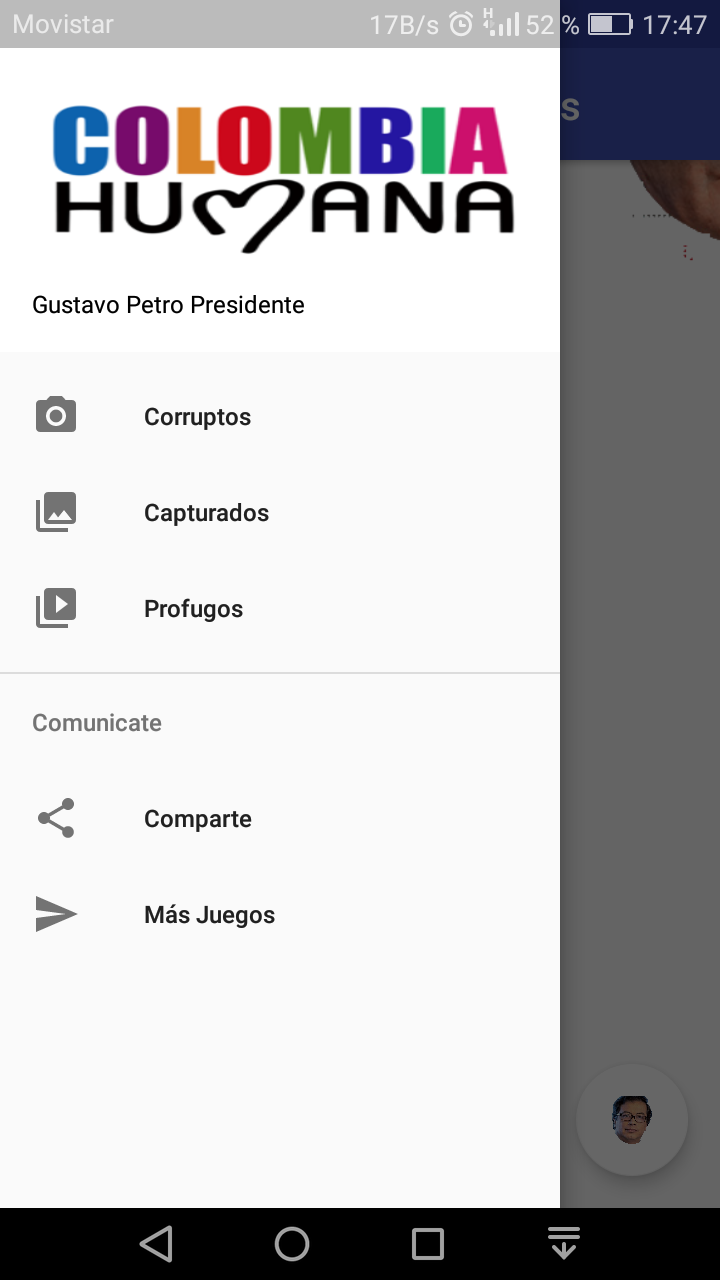 Movistar 17B/s H 52 % 17:47
s
COLOMBIA
HUMANA
Gustavo Petro Presidente
Corruptos
Capturados
Profugos
Comunicate
Comparte
Más Juegos